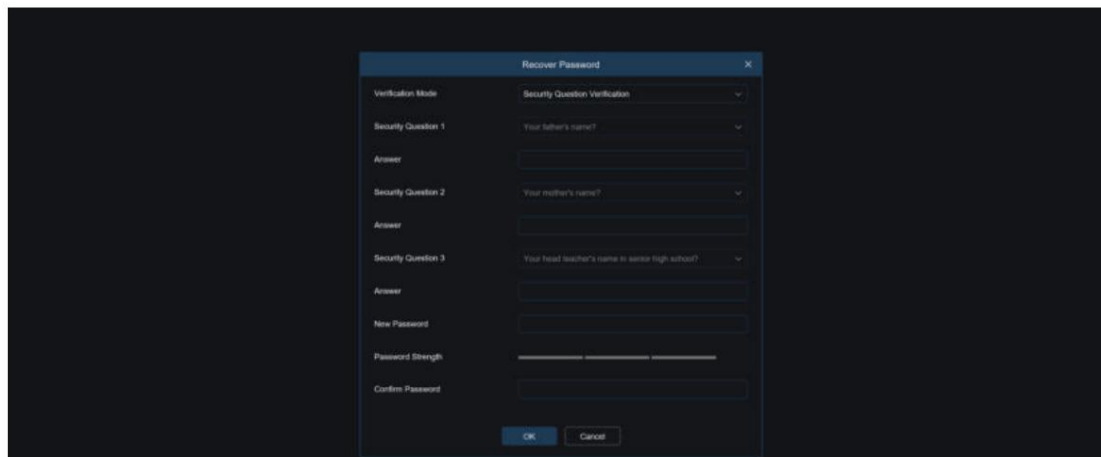 Recover Password ×
Verification Mode Security Question Verification
Security Question 1 Your father's name?
Answer
Security Question 2 Your mother's name?
Answer
Security Question 3 Your head teacher's name in senior high school?
Answer
New Password
Password Strength
Confirm Password
OK Cancel